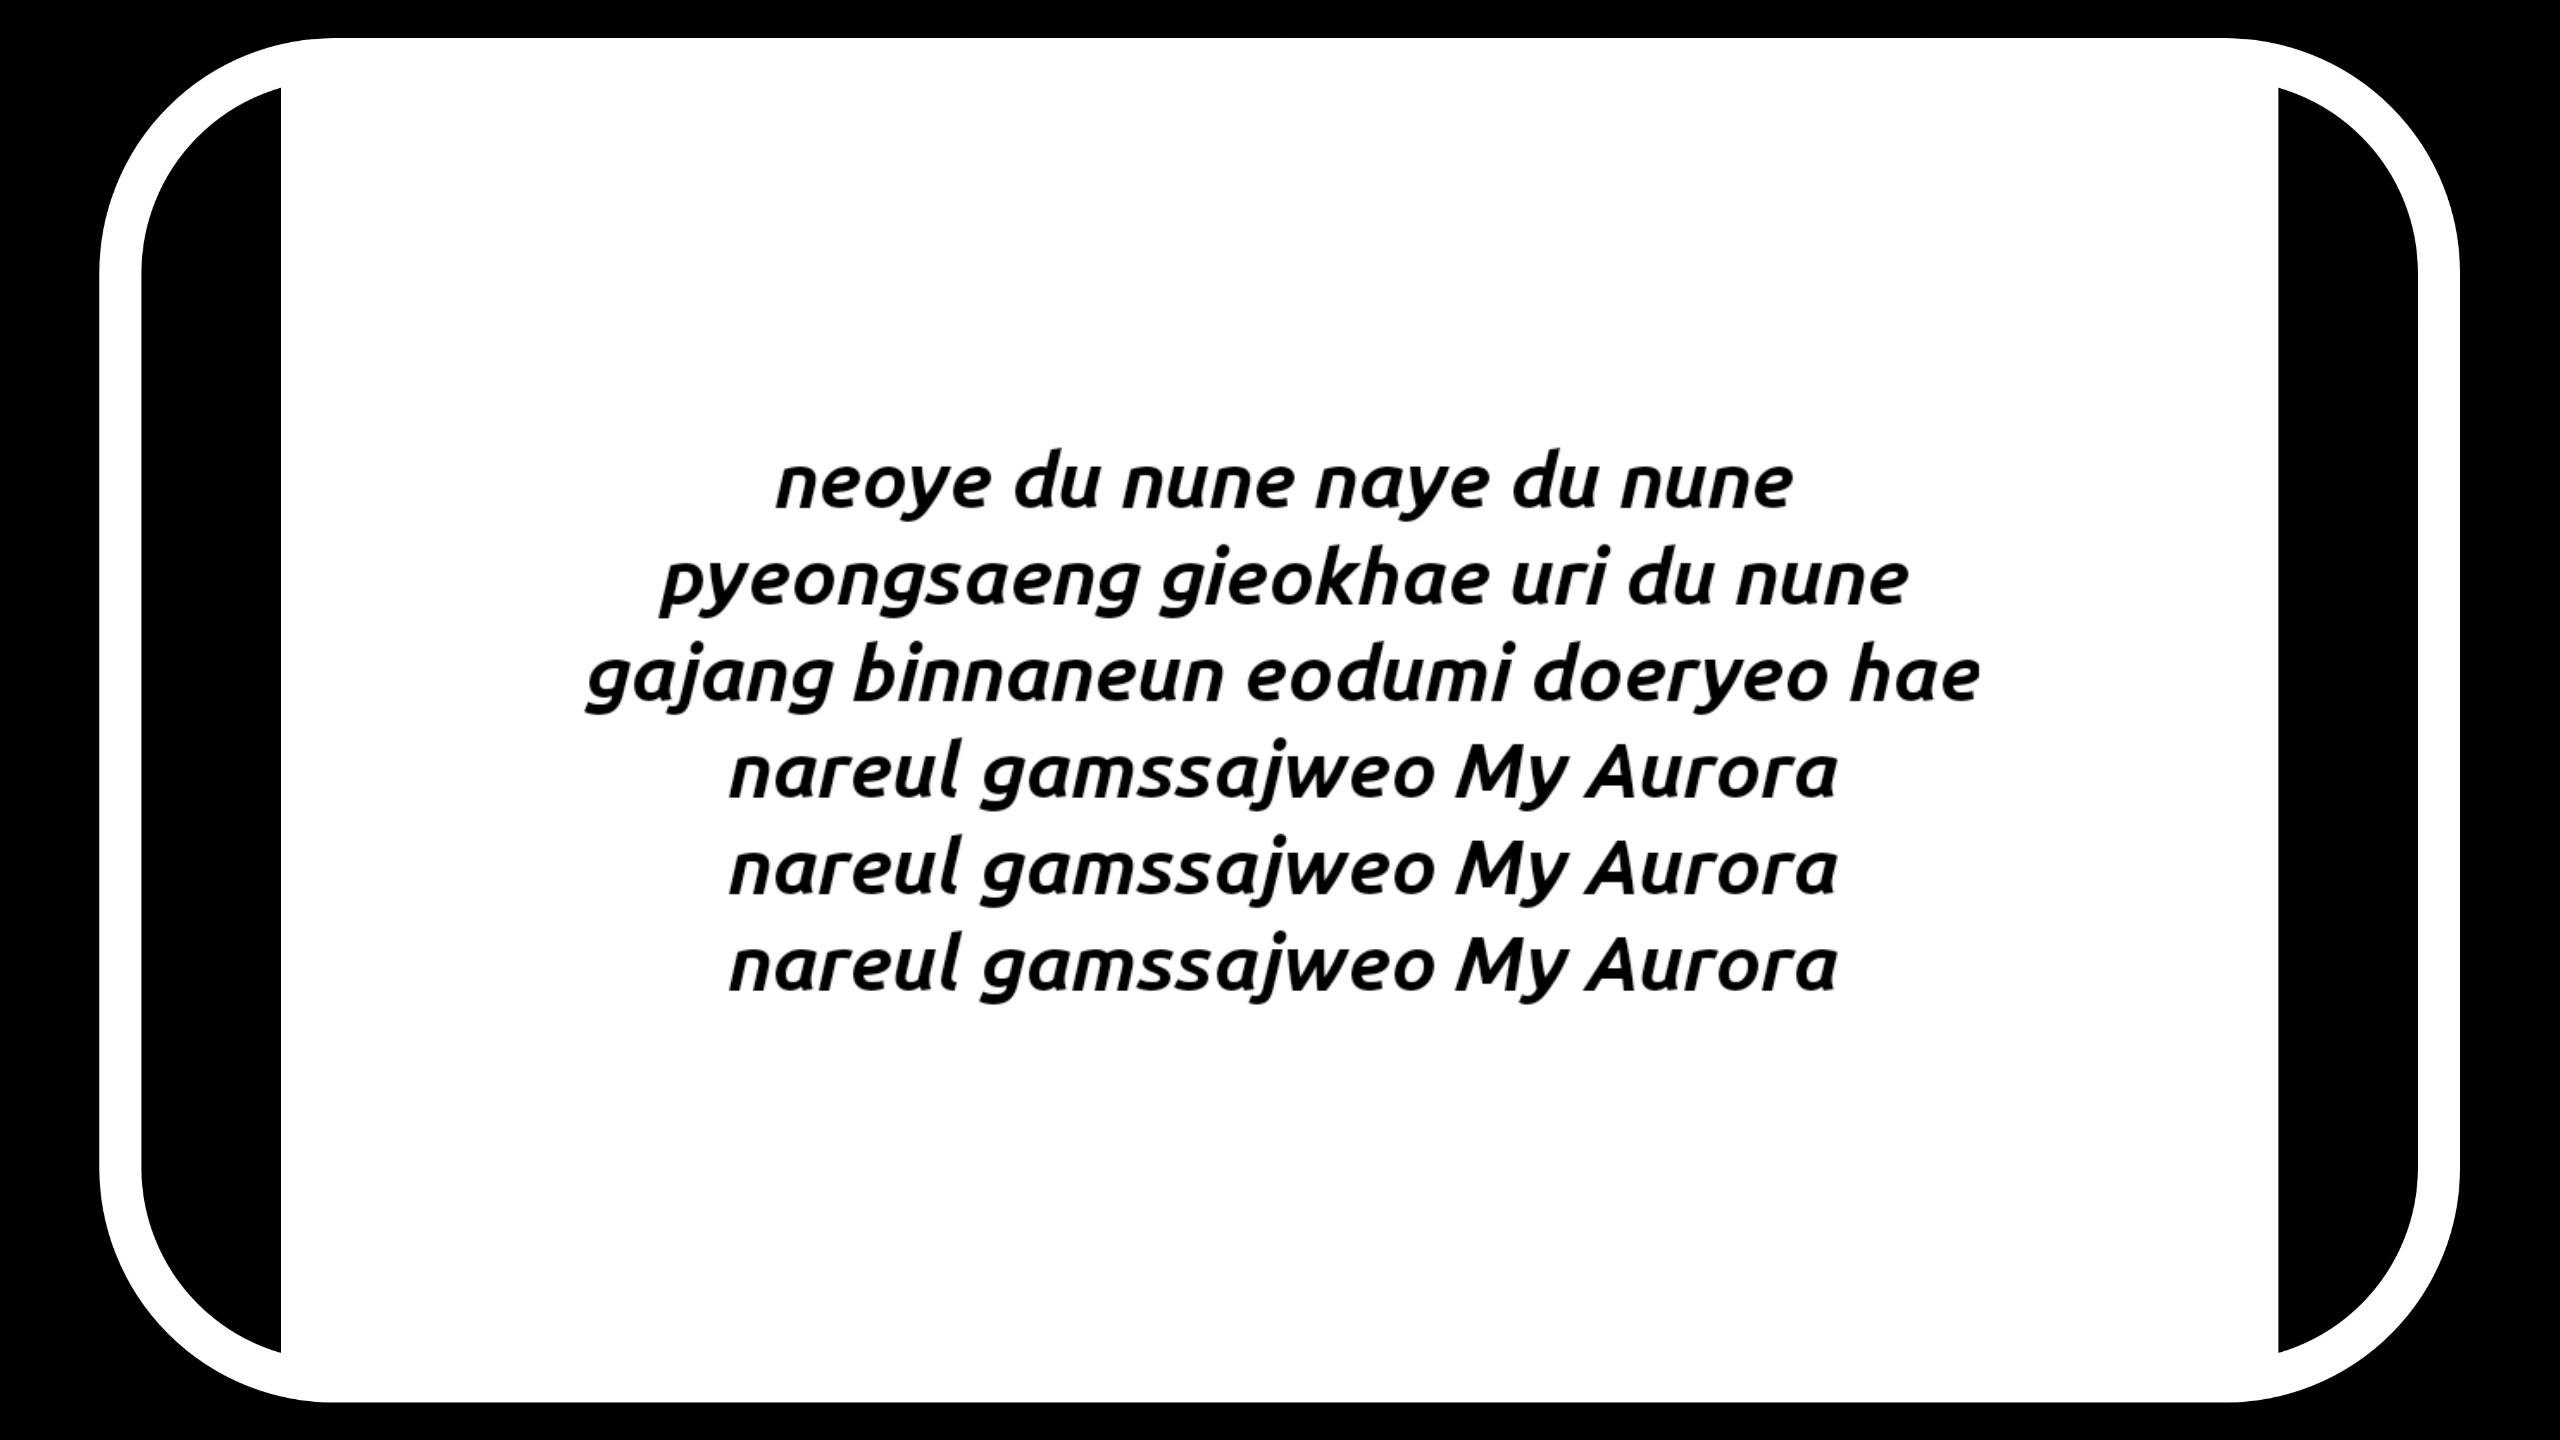 neoye du nune naye du nune
pyeongsaeng gieokhae uri du nune
gajang binnaneun eodumi doeryeo hae
nareul gamssajweo My Aurora
nareul gamssajweo My Aurora
nareul gamssajweo My Aurora